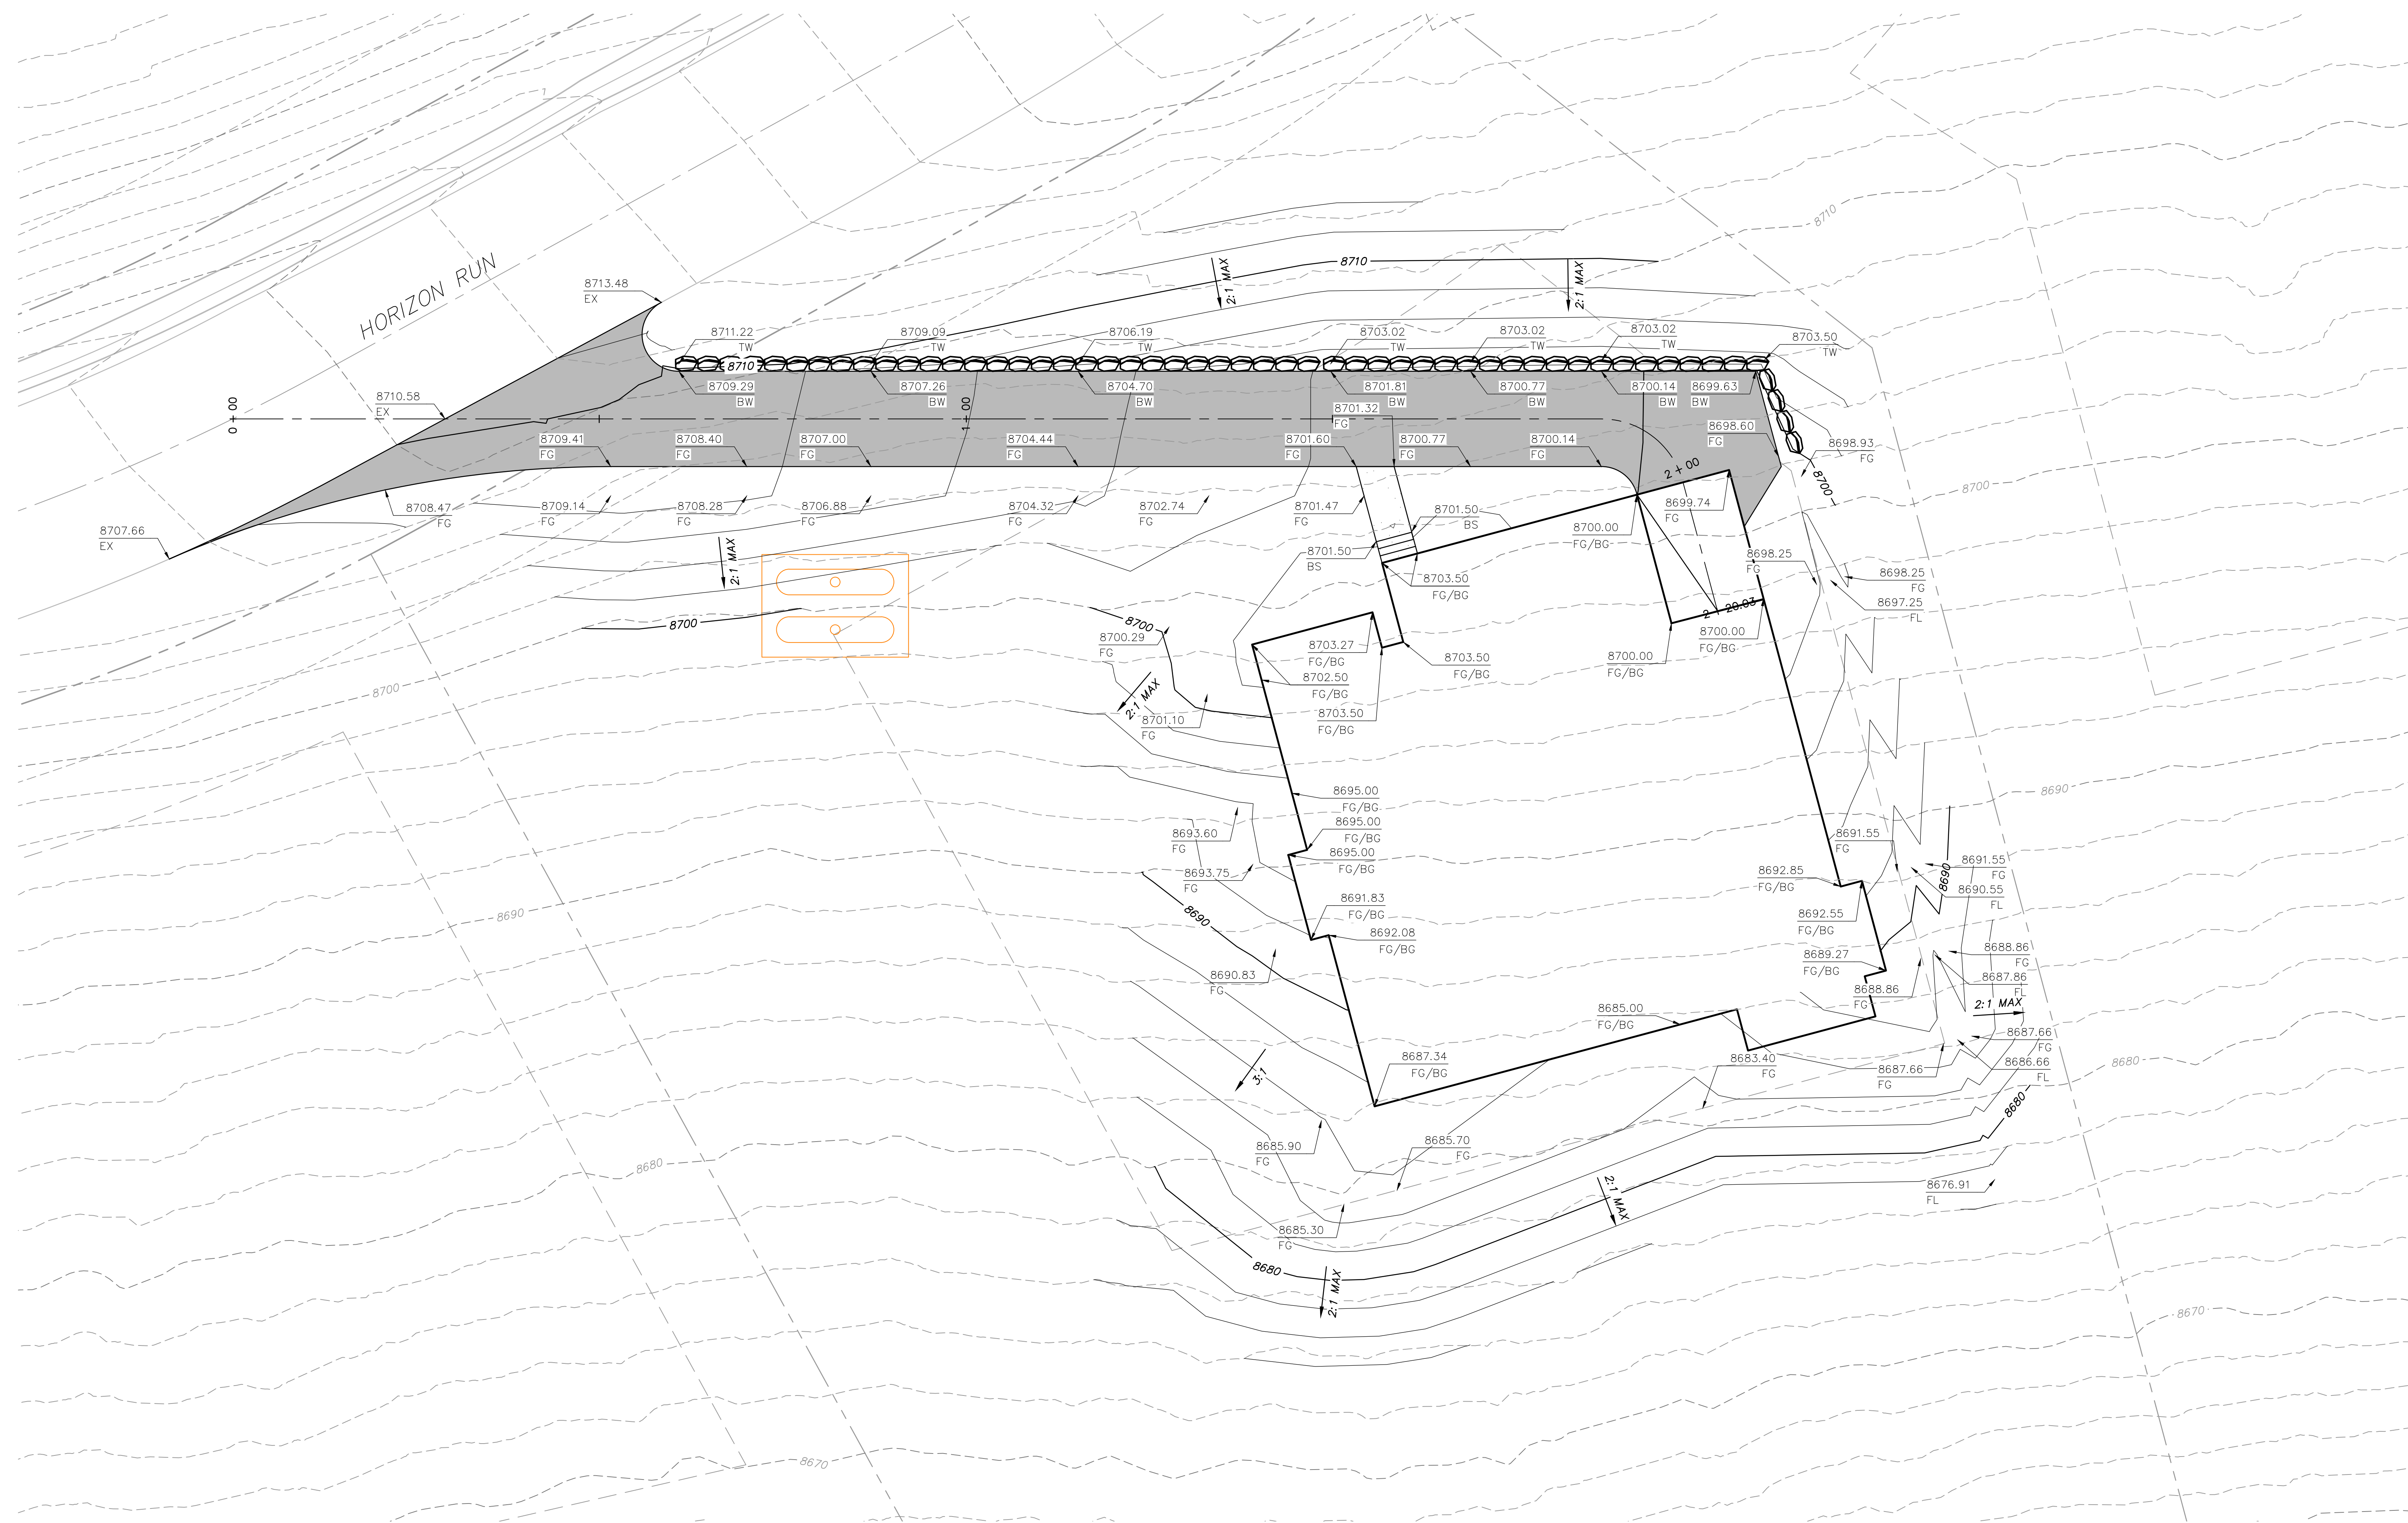 8710
HORIZON RUN
8713.48
EX
2:1 MAX
8710
2:1 MAX
8711.22
TW
8709.09
TW
8706.19
TW
8703.02
TW
8703.02
TW
8703.02
TW
8703.50
TW
8710
8709.29
BW
8707.26
BW
8704.70
BW
8701.81
BW
8700.77
BW
8700.14
BW
8699.63
BW
8710.58
EX
0+00
1+00
8701.32
FG
8709.41
FG
8708.40
FG
8707.00
FG
8704.44
FG
8701.60
FG
8700.77
FG
8700.14
FG
8698.60
FG
8698.93
FG
2+00
8700
8700
8707.66
EX
8708.47
FG
8709.14
FG
8708.28
FG
8706.88
FG
8704.32
FG
8702.74
FG
8701.47
FG
8701.50
BS
8700.00
FG/BG
8699.74
FG
2:1 MAX
8701.50
BS
8703.50
FG/BG
8698.25
FG
8698.25
FG
8697.25
FL
2+20.03
8700
8700
8700.29
FG
8703.27
FG/BG
8703.50
FG/BG
8700.00
FG/BG
8700.00
FG/BG
8702.50
FG/BG
8700
2:1 MAX
8701.10
FG
8703.50
FG/BG
8695.00
FG/BG
8690
8693.60
FG
8695.00
FG/BG
8695.00
FG/BG
8691.55
FG
8691.55
FG
8693.75
FG
8692.85
FG/BG
8690
8690.55
FL
8690
8690
8691.83
FG/BG
8692.55
FG/BG
8692.08
FG/BG
8690.83
FG
8689.27
FG/BG
8688.86
FG
8687.86
FL
8688.86
FG
2:1 MAX
8685.00
FG/BG
8687.66
FG
8687.34
FG/BG
3:1
8683.40
FG
8687.66
FG
8686.66
FL
8680
8680
8685.90
FG
8685.70
FG
8680
8676.91
FL
2:1 MAX
8685.30
FG
8680
2:1 MAX
8670
8670